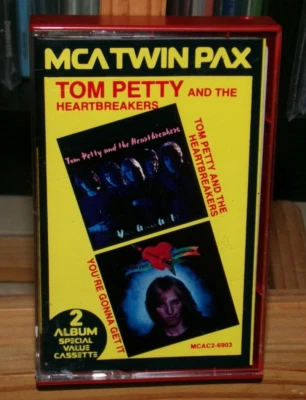 MCA TWIN PAX
TOM PETTY AND THE
HEARTBREAKERS
Tom Petty and the Heartbreakers
TOM PETTY AND THE
HEARTBREAKERS
YOU'RE GONNA GET IT
2
ALBUM
SPECIAL
VALUE
CASSETTE
MCAC2-6903